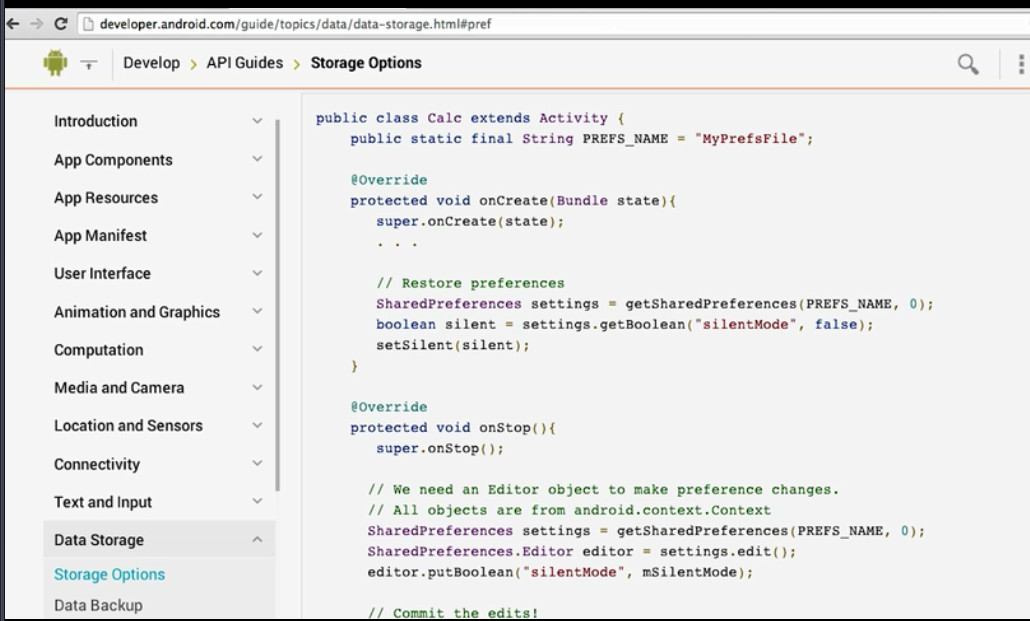 developer.android.com/guide/topics/data/data-storage.html#pref
Develop > API Guides > Storage Options
Introduction
App Components
App Resources
App Manifest
User Interface
Animation and Graphics
Computation
Media and Camera
Location and Sensors
Connectivity
Text and Input
Data Storage
Storage Options
Data Backup
public class Calc extends Activity {
public static final String PREFS_NAME = "MyPrefsFile";
@Override
protected void onCreate(Bundle state){
super.onCreate(state);
. . .
// Restore preferences
SharedPreferences settings = getSharedPreferences(PREFS_NAME, 0);
boolean silent = settings.getBoolean("silentMode", false);
setSilent(silent);
}
@Override
protected void onStop(){
super.onStop();
// We need an Editor object to make preference changes.
// All objects are from android.context.Context
SharedPreferences settings = getSharedPreferences(PREFS_NAME, 0);
SharedPreferences.Editor editor = settings.edit();
editor.putBoolean("silentMode", mSilentMode);
// Commit the edits!